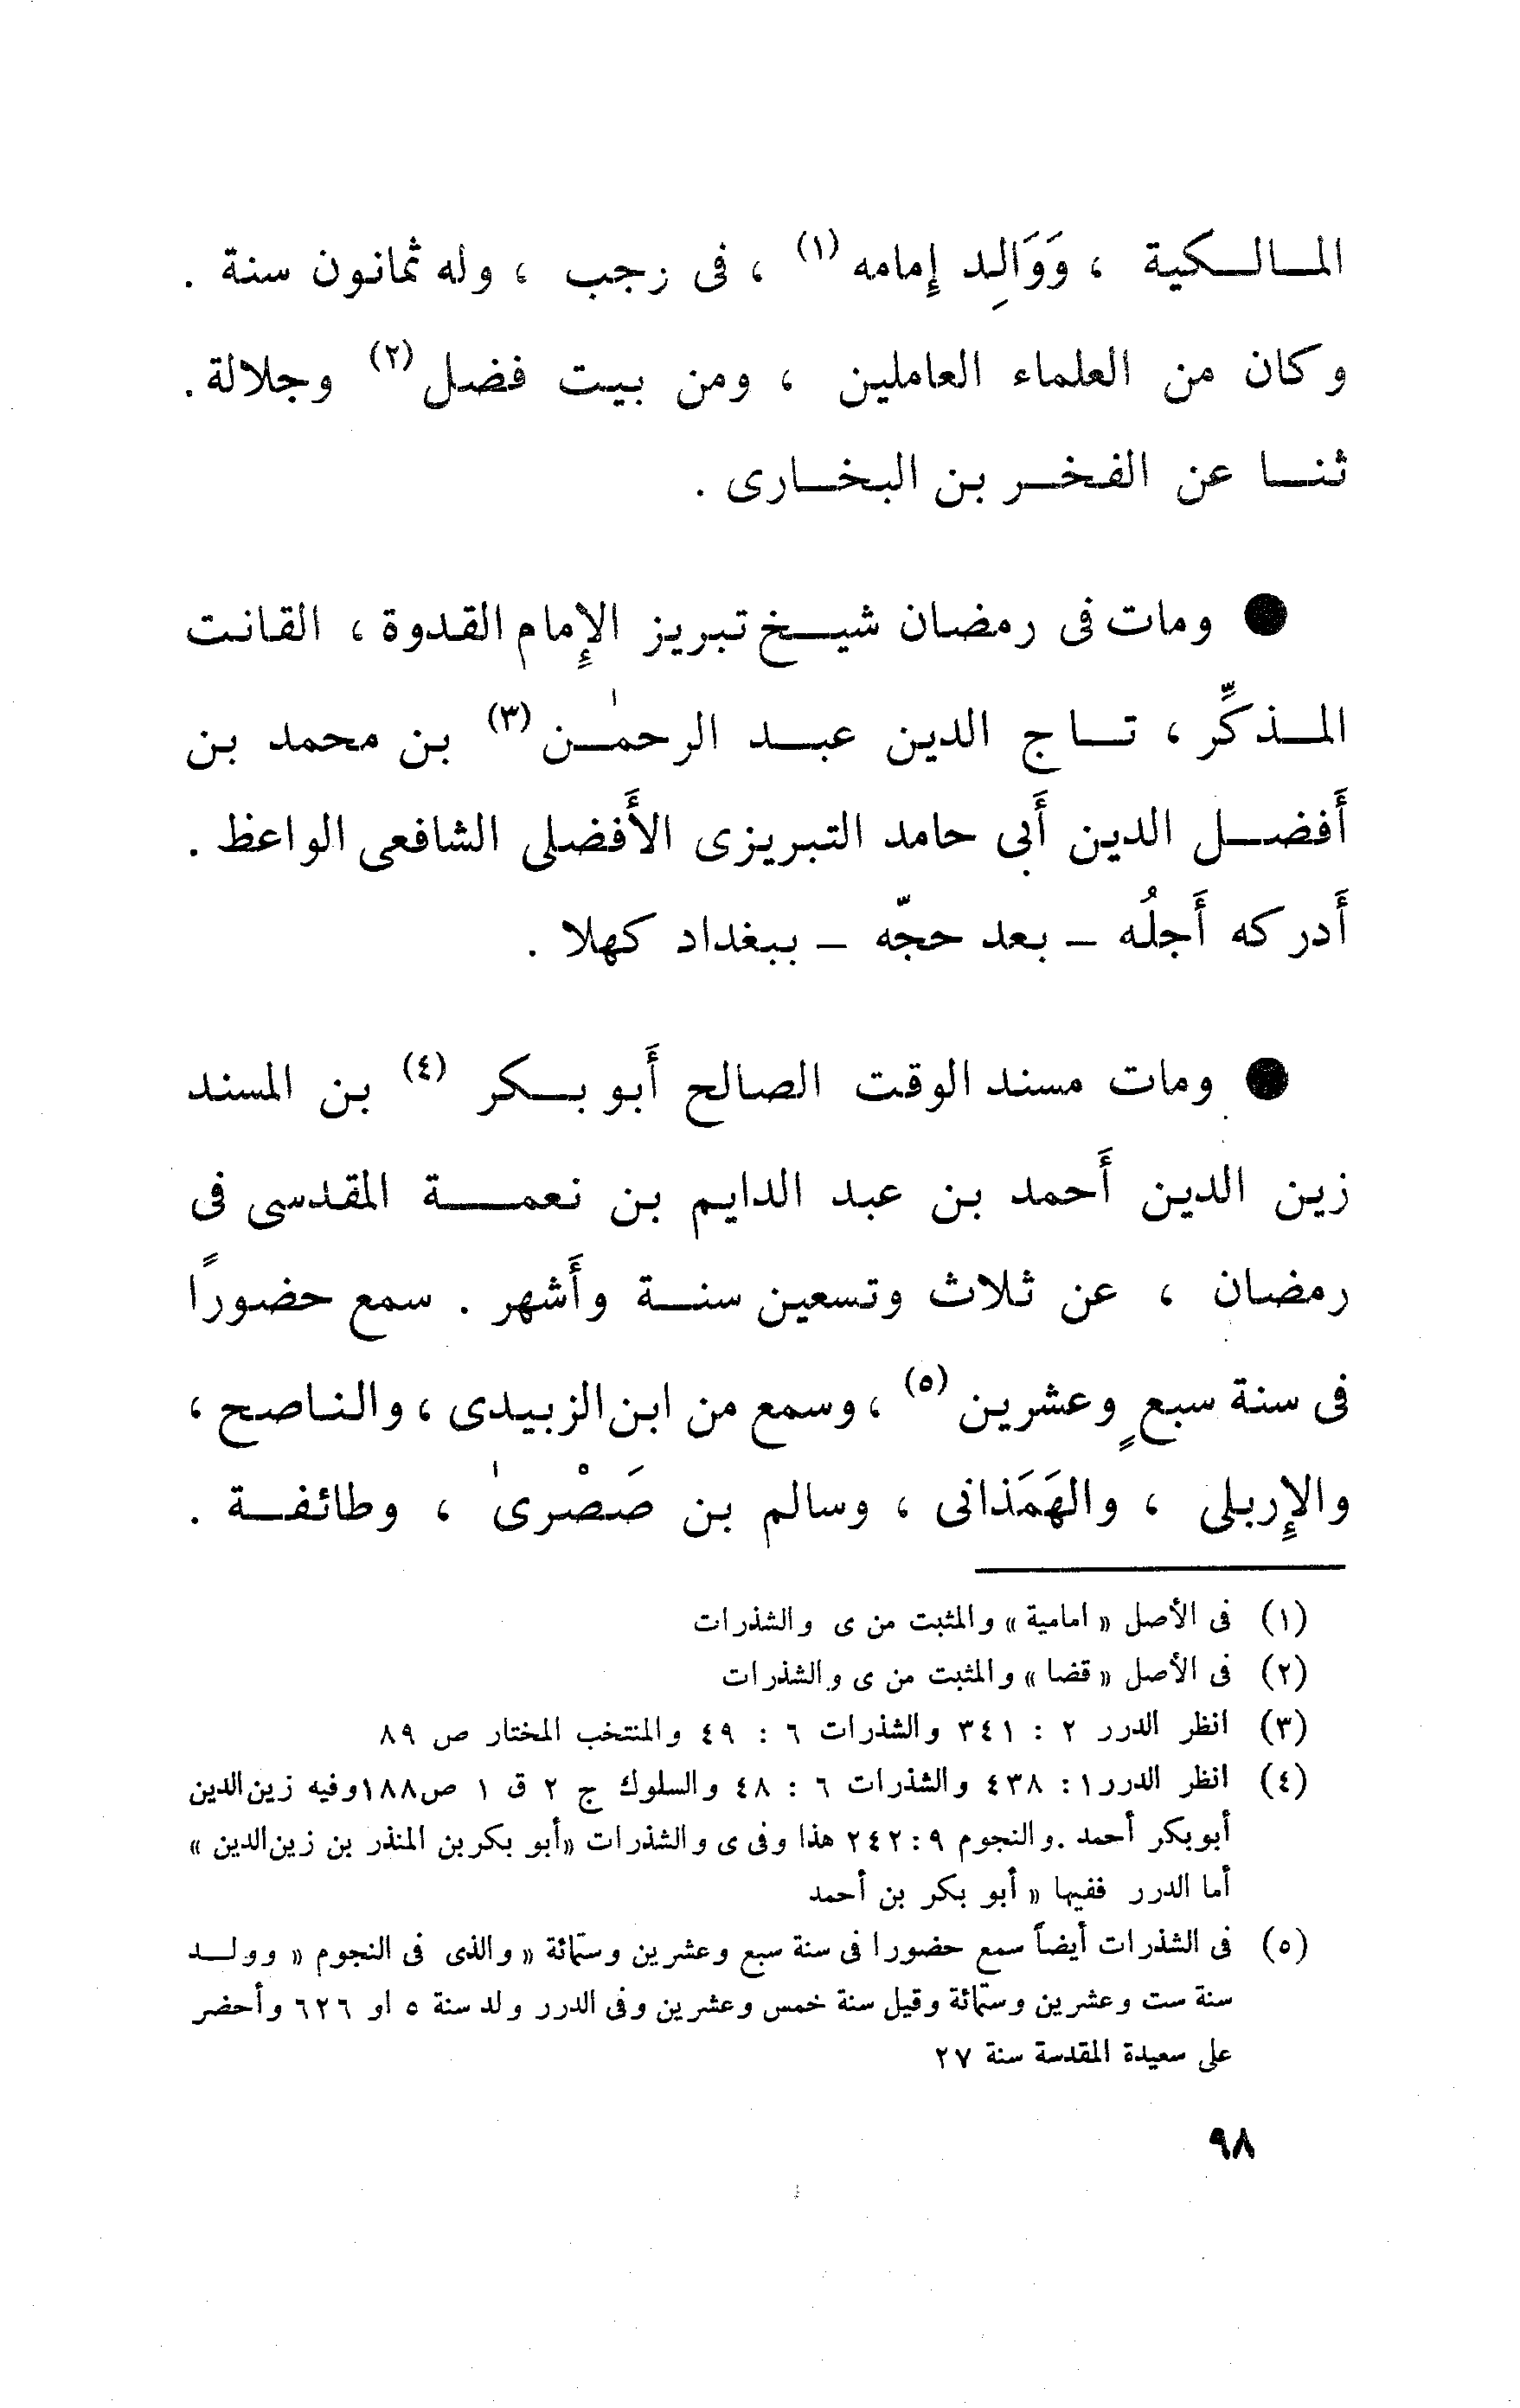 المالكية ، وَوَالِد إمامه (١) ، فى رجب ، وله ثمانون سنة .
وكان من العلماء العاملين ، ومن بيت فضل (٢) وجلالة .
ثنا عن الفخر بن البخارى .
● ومات فى رمضان شيخ تبريز الإمام القدوة ، القانت
المذكِّر ، تاج الدين عبد الرحمٰن (٣) بن محمد بن
أَفضل الدين أَبى حامد التبريزى الأَفضلى الشافعى الواعظ .
أَدركه أَجلُه – بعد حجّه – ببغداد كهلا .
● ومات مسند الوقت الصالح أَبو بكر (٤) بن المسند
زين الدين أَحمد بن عبد الدايم بن نعمة المقدسى فى
رمضان ، عن ثلاث وتسعين سنة وأَشهر . سمع حضورًا
فى سنة سبعٍ وعشرين (٥) ، وسمع من ابن الزبيدى ، والناصح ،
والإِربلى ، والهَمَذانى ، وسالم بن صَصْرىٰ ، وطائفة .
(١) فى الأصل « امامية » والمثبت من ى والشذرات
(٢) فى الأصل « قضا » والمثبت من ى والشذرات
(٣) انظر الدرر ٢ : ٣٤١ والشذرات ٦ : ٤٩ والمنتخب المختار ص ٨٩
(٤) انظر الدرر ١ : ٤٣٨ والشذرات ٦ : ٤٨ والسلوك ج ٢ ق ١ ص١٨٨ وفيه زين الدين
أبوبكر أحمد . والنجوم ٩ : ٢٤٢ هذا وفى ى والشذرات «أبو بكر بن المنذر بن زين الدين »
أما الدرر ففيها « أبو بكر بن أحمد
(٥) فى الشذرات أيضاً سمع حضورا فى سنة سبع وعشرين وستمائة « والذى فى النجوم « وولد
سنة ست وعشرين وستمائة وقيل سنة خمس وعشرين وفى الدرر ولد سنة ٥ او ٦٢٦ وأحضر
على سعيدة المقدسة سنة ٢٧
٩٨